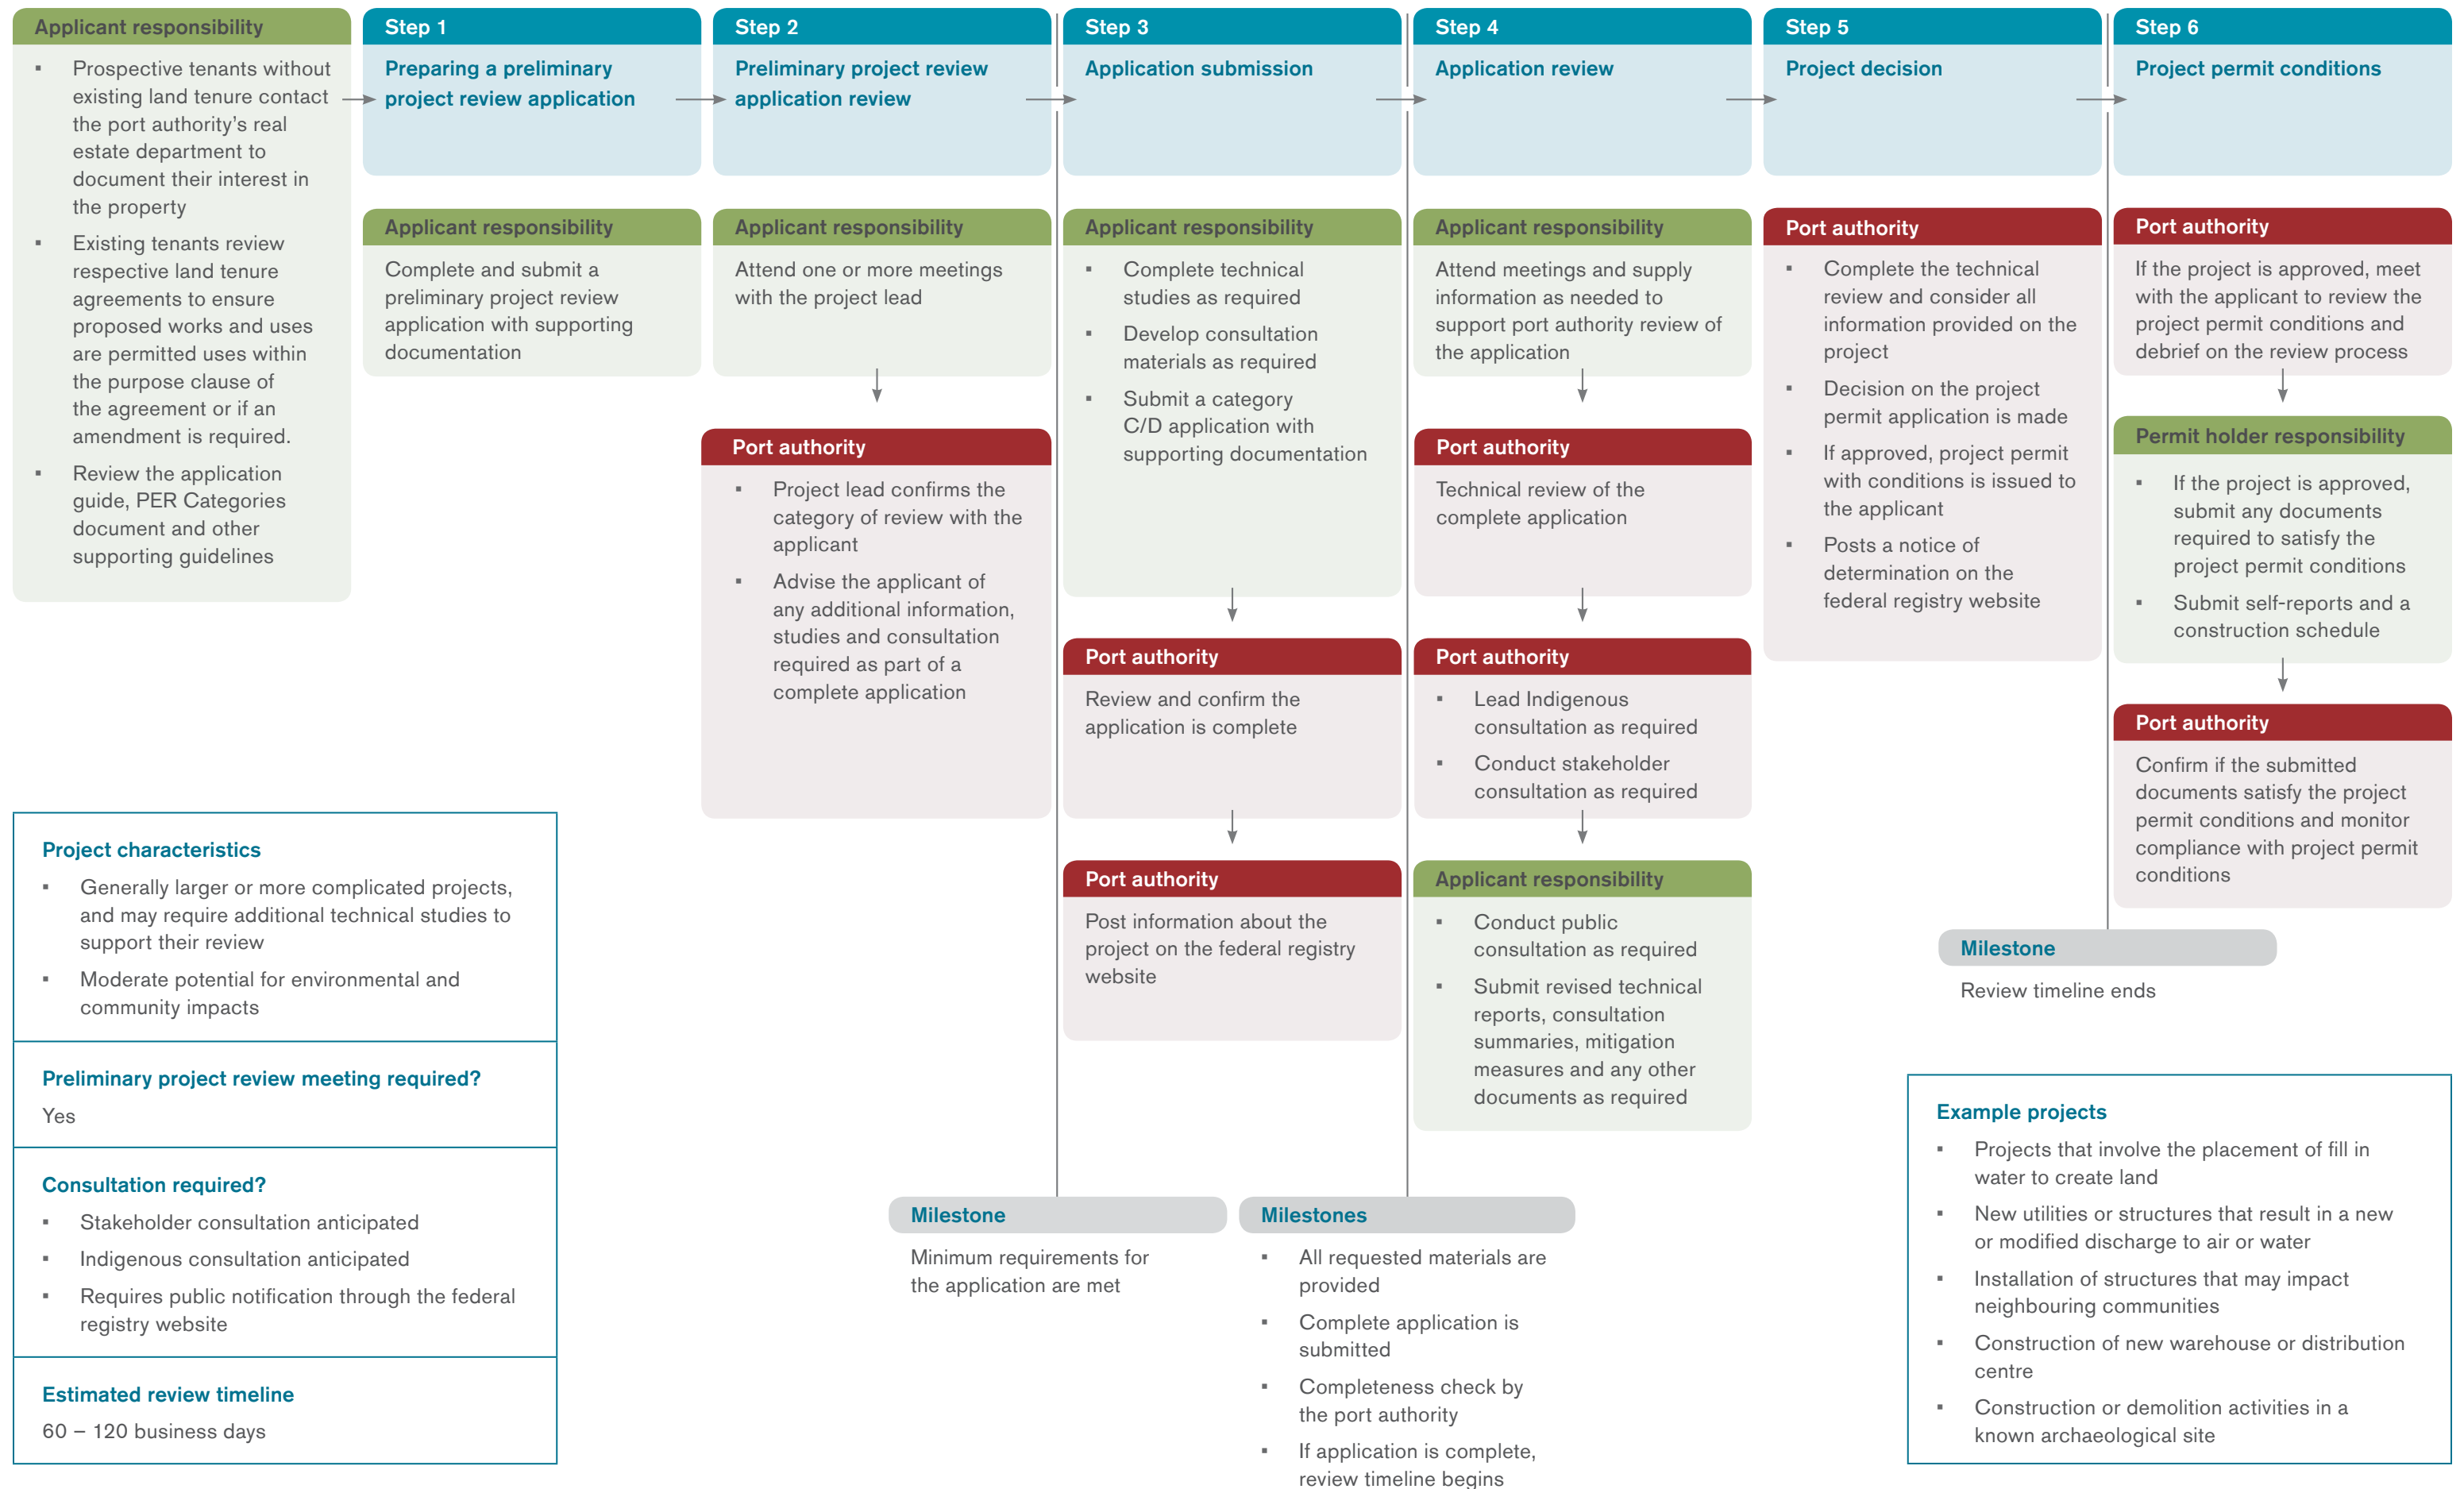 Applicant responsibility
▪ Prospective tenants without
existing land tenure contact
the port authority's real
estate department to
document their interest in
the property
▪ Existing tenants review
respective land tenure
agreements to ensure
proposed works and uses
are permitted uses within
the purpose clause of
the agreement or if an
amendment is required.
▪ Review the application
guide, PER Categories
document and other
supporting guidelines
Step 1
Preparing a preliminary
project review application
Applicant responsibility
Complete and submit a
preliminary project review
application with supporting
documentation
Step 2
Preliminary project review
application review
Applicant responsibility
Attend one or more meetings
with the project lead
Port authority
▪ Project lead confirms the
category of review with the
applicant
▪ Advise the applicant of
any additional information,
studies and consultation
required as part of a
complete application
Step 3
Application submission
Applicant responsibility
▪ Complete technical
studies as required
▪ Develop consultation
materials as required
▪ Submit a category
C/D application with
supporting documentation
Port authority
Review and confirm the
application is complete
Port authority
Post information about the
project on the federal registry
website
Step 4
Application review
Applicant responsibility
Attend meetings and supply
information as needed to
support port authority review of
the application
Port authority
Technical review of the
complete application
Port authority
▪ Lead Indigenous
consultation as required
▪ Conduct stakeholder
consultation as required
Applicant responsibility
▪ Conduct public
consultation as required
▪ Submit revised technical
reports, consultation
summaries, mitigation
measures and any other
documents as required
Step 5
Project decision
Port authority
▪ Complete the technical
review and consider all
information provided on the
project
▪ Decision on the project
permit application is made
▪ If approved, project permit
with conditions is issued to
the applicant
▪ Posts a notice of
determination on the
federal registry website
Step 6
Project permit conditions
Port authority
If the project is approved, meet
with the applicant to review the
project permit conditions and
debrief on the review process
Permit holder responsibility
▪ If the project is approved,
submit any documents
required to satisfy the
project permit conditions
▪ Submit self-reports and a
construction schedule
Port authority
Confirm if the submitted
documents satisfy the project
permit conditions and monitor
compliance with project permit
conditions
Project characteristics
▪ Generally larger or more complicated projects,
and may require additional technical studies to
support their review
▪ Moderate potential for environmental and
community impacts
Preliminary project review meeting required?
Yes
Consultation required?
▪ Stakeholder consultation anticipated
▪ Indigenous consultation anticipated
▪ Requires public notification through the federal
registry website
Estimated review timeline
60 – 120 business days
Milestone
Minimum requirements for
the application are met
Milestones
▪ All requested materials are
provided
▪ Complete application is
submitted
▪ Completeness check by
the port authority
▪ If application is complete,
review timeline begins
Milestone
Review timeline ends
Example projects
▪ Projects that involve the placement of fill in
water to create land
▪ New utilities or structures that result in a new
or modified discharge to air or water
▪ Installation of structures that may impact
neighbouring communities
▪ Construction of new warehouse or distribution
centre
▪ Construction or demolition activities in a
known archaeological site